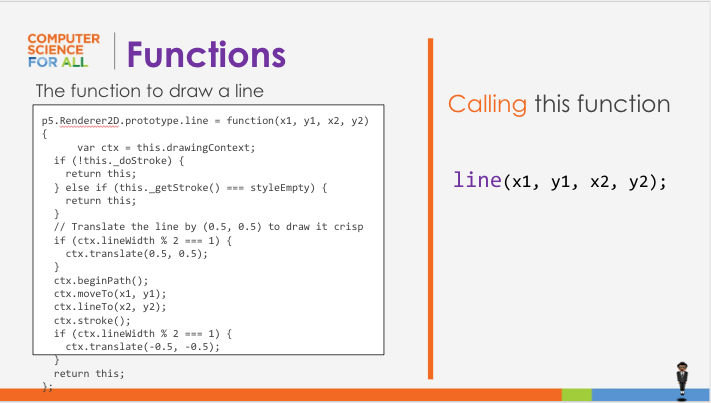 COMPUTER
SCIENCE
FOR ALL
Functions
The function to draw a line
p5.Renderer2D.prototype.line = function(x1, y1, x2, y2)
{
      var ctx = this.drawingContext;
  if (!this._doStroke) {
    return this;
  } else if (this._getStroke() === styleEmpty) {
    return this;
  }
  // Translate the line by (0.5, 0.5) to draw it crisp
  if (ctx.lineWidth % 2 === 1) {
    ctx.translate(0.5, 0.5);
  }
  ctx.beginPath();
  ctx.moveTo(x1, y1);
  ctx.lineTo(x2, y2);
  ctx.stroke();
  if (ctx.lineWidth % 2 === 1) {
    ctx.translate(-0.5, -0.5);
  }
  return this;
};
Calling this function
line(x1, y1, x2, y2);